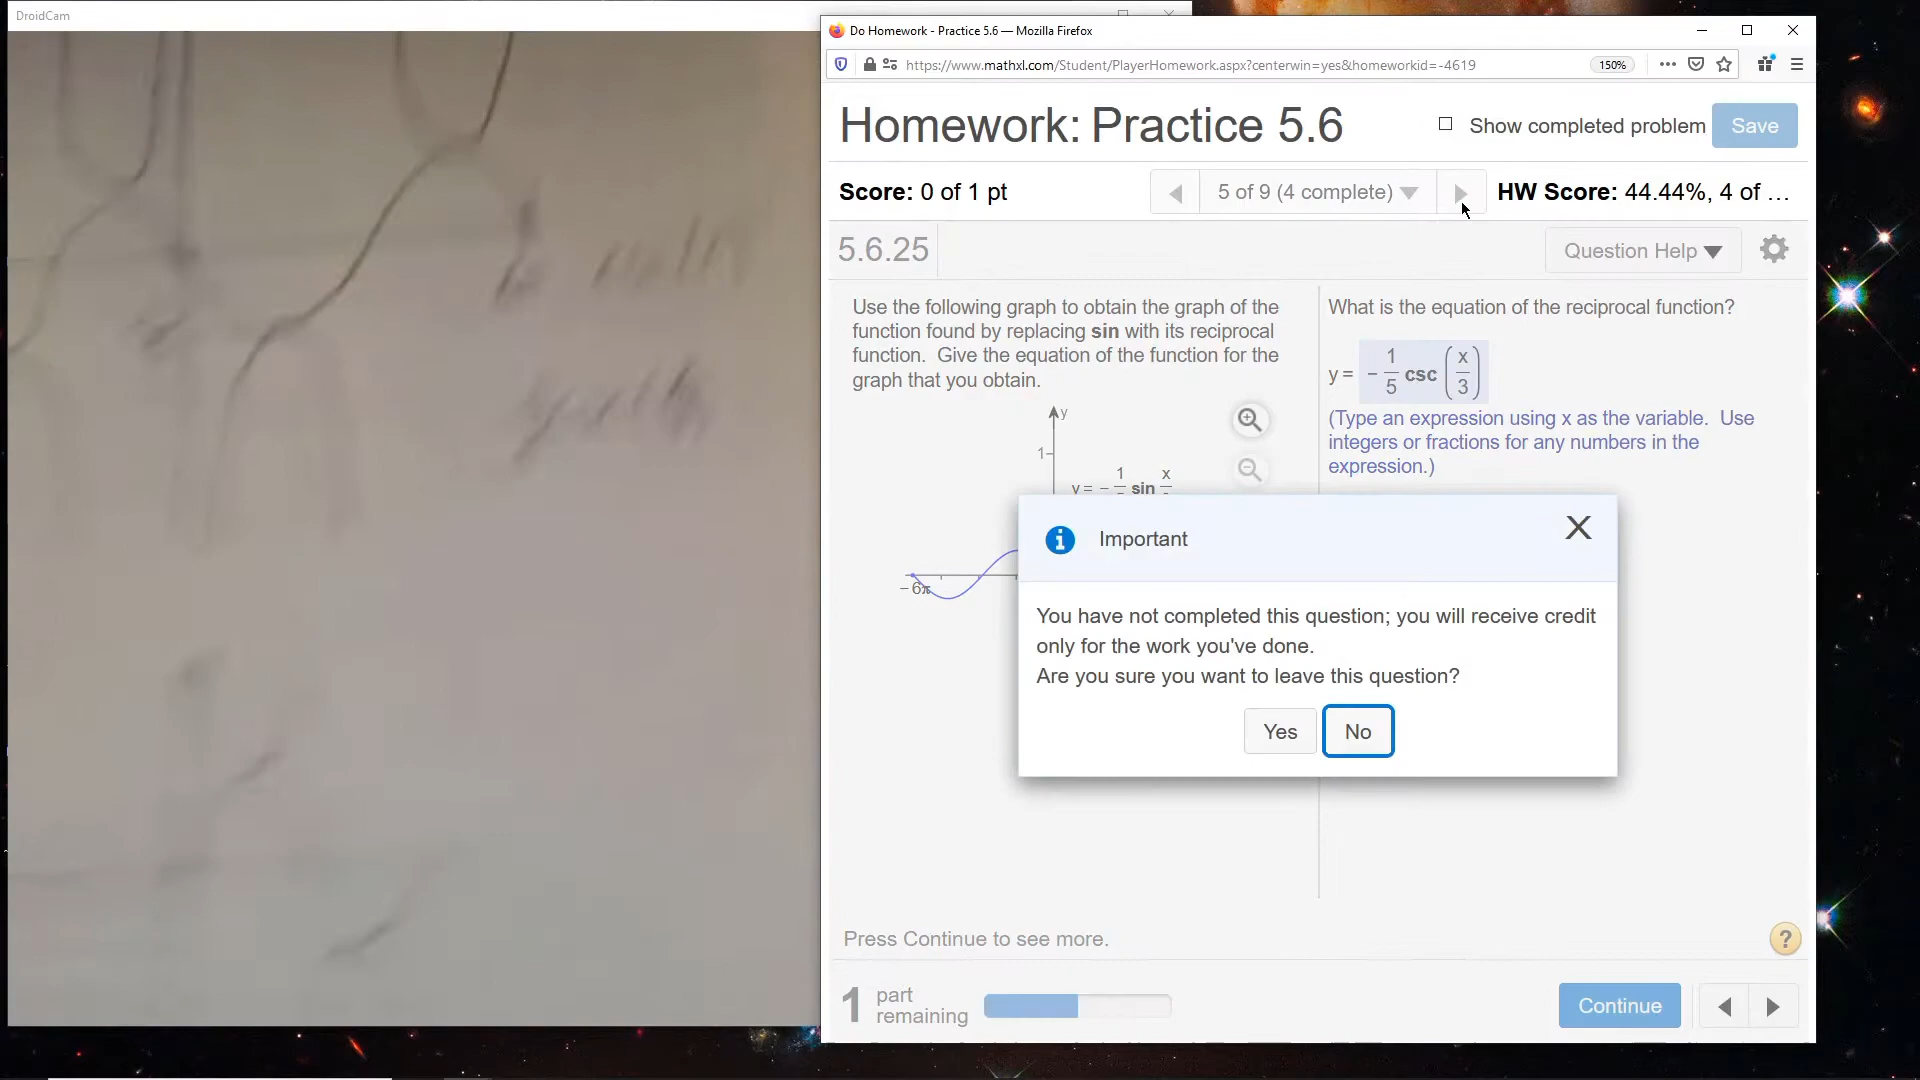 DroidCam
Do Homework - Practice 5.6 — Mozilla Firefox
https://www.mathxl.com/Student/PlayerHomework.aspx?centerwin=yes&homeworkid=-4619
150%
Homework: Practice 5.6
Show completed problem
Save
Score: 0 of 1 pt
5 of 9 (4 complete)
HW Score: 44.44%, 4 of …
5.6.25
Question Help
Use the following graph to obtain the graph of the
function found by replacing sin with its reciprocal
function. Give the equation of the function for the
graph that you obtain.
y
1
y = - 1 sin x
- 6π
What is the equation of the reciprocal function?
y = - 1/5 csc (x/3)
(Type an expression using x as the variable. Use
integers or fractions for any numbers in the
expression.)
Important
You have not completed this question; you will receive credit
only for the work you've done.
Are you sure you want to leave this question?
Yes
No
Press Continue to see more.
?
1 part
remaining
Continue